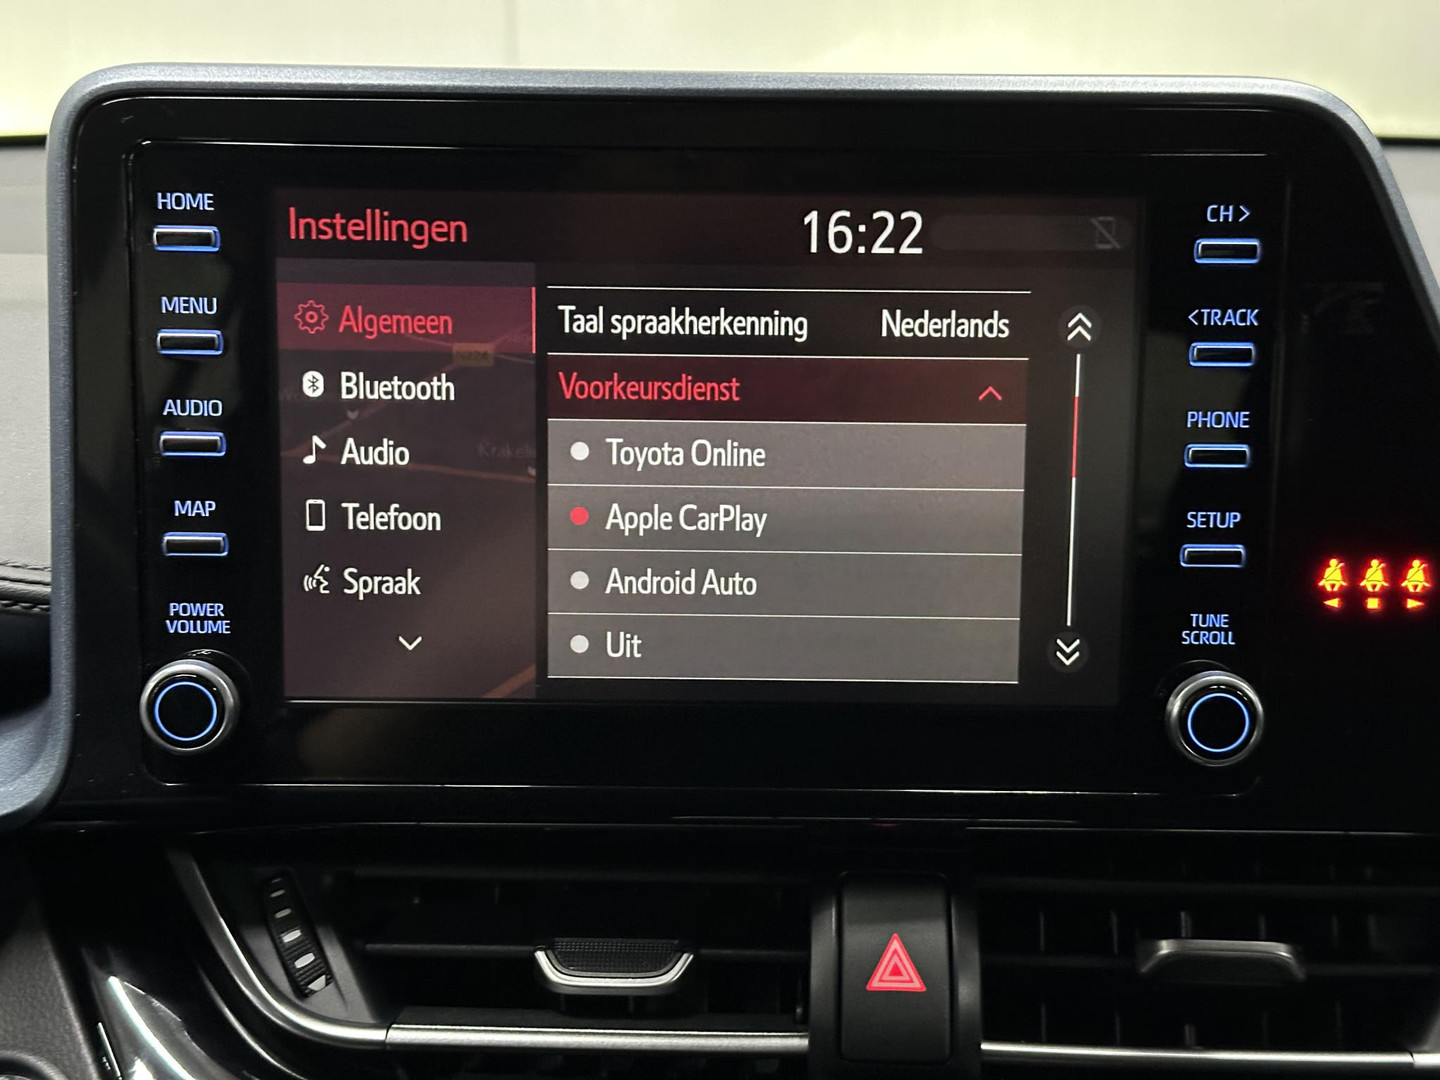 HOME
MENU
AUDIO
MAP
POWER
VOLUME
Instellingen
16:22
Algemeen
Bluetooth
Audio
Telefoon
Spraak
Taal spraakherkenning Nederlands
Voorkeursdienst
Toyota Online
Apple CarPlay
Android Auto
Uit
CH >
<TRACK
PHONE
SETUP
TUNE
SCROLL